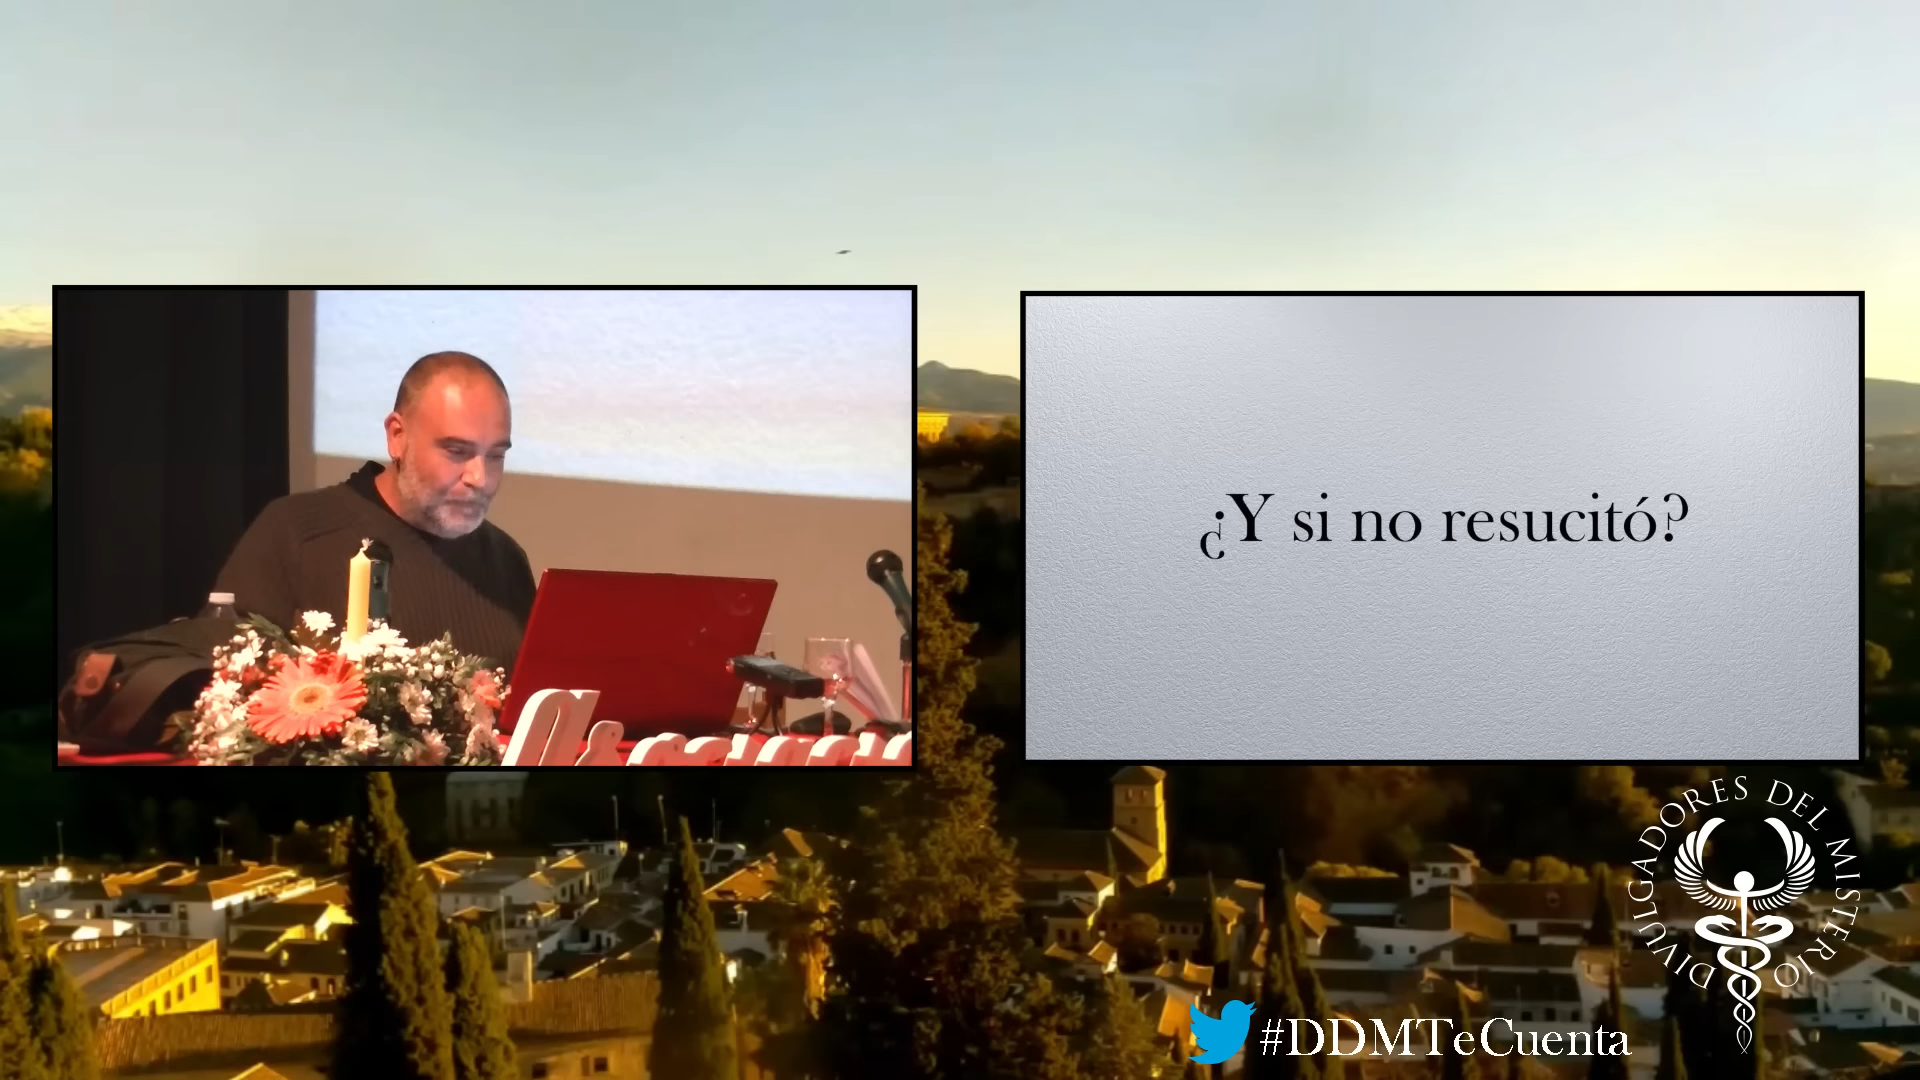 ¿Y si no resucitó?
DIVULGADORES DEL MISTERIO
#DDMTeCuenta